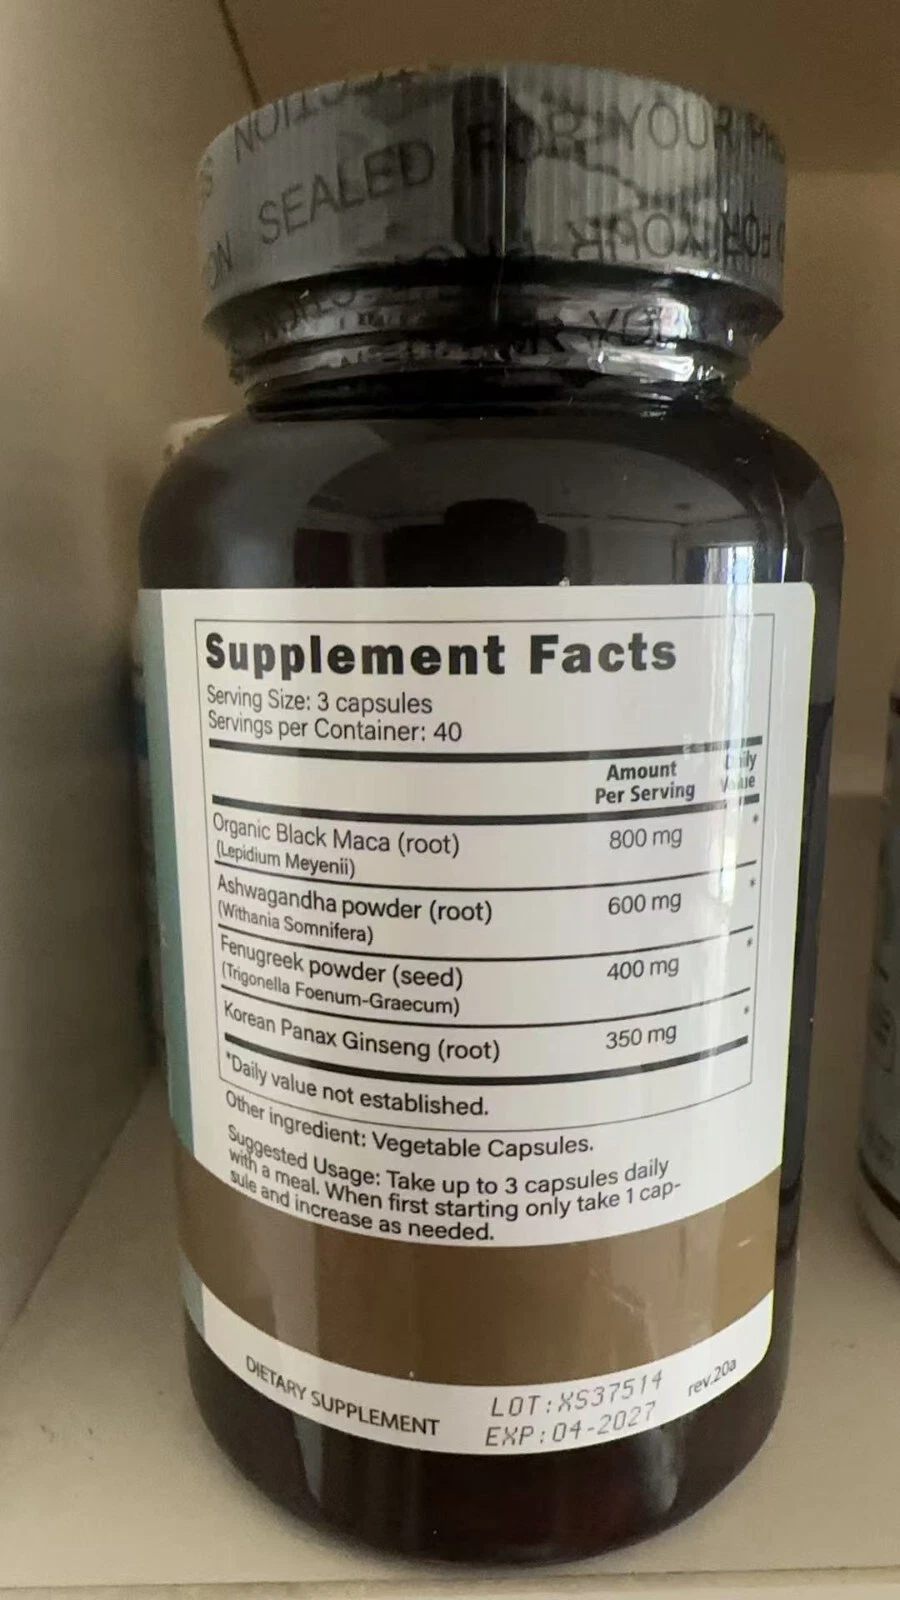 SEALED FOR YOUR
Supplement Facts
Serving Size: 3 capsules
Servings per Container: 40
Amount
Per Serving
Daily
Value
Organic Black Maca (root) 800 mg *
(Lepidium Meyenii)
Ashwagandha powder (root) 600 mg *
(Withania Somnifera)
Fenugreek powder (seed) 400 mg *
(Trigonella Foenum-Graecum)
Korean Panax Ginseng (root) 350 mg *
*Daily value not established.
Other ingredient: Vegetable Capsules.
Suggested Usage: Take up to 3 capsules daily
with a meal. When first starting only take 1 cap-
sule and increase as needed.
DIETARY SUPPLEMENT
LOT:XS37514
EXP:04-2027
rev.20a